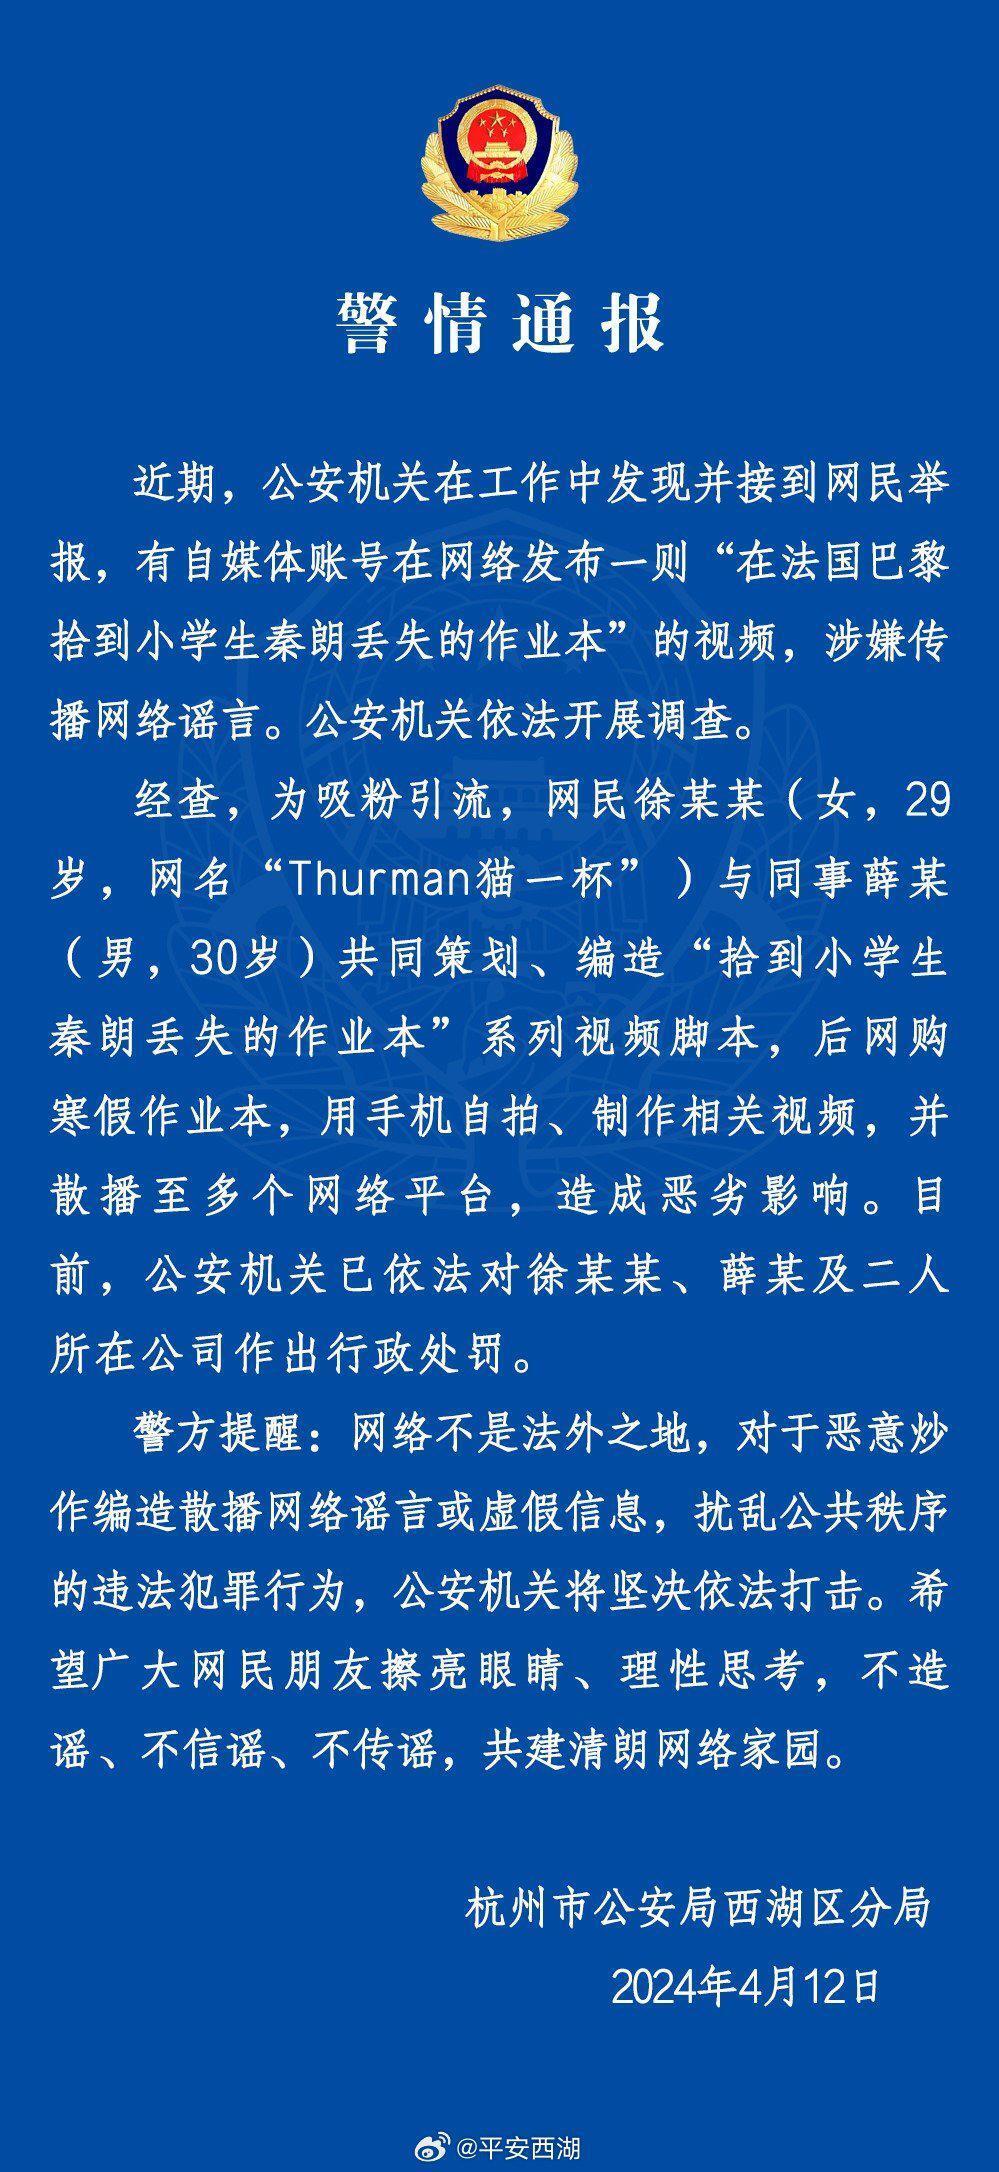 警情通报
近期，公安机关在工作中发现并接到网民举
报，有自媒体账号在网络发布一则“在法国巴黎
拾到小学生秦朗丢失的作业本”的视频，涉嫌传
播网络谣言。公安机关依法开展调查。
经查，为吸粉引流，网民徐某某（女，29
岁，网名“Thurman猫一杯”）与同事薛某
（男，30岁）共同策划、编造“拾到小学生
秦朗丢失的作业本”系列视频脚本，后网购
寒假作业本，用手机自拍、制作相关视频，并
散播至多个网络平台，造成恶劣影响。目
前，公安机关已依法对徐某某、薛某及二人
所在公司作出行政处罚。
警方提醒：网络不是法外之地，对于恶意炒
作编造散播网络谣言或虚假信息，扰乱公共秩序
的违法犯罪行为，公安机关将坚决依法打击。希
望广大网民朋友擦亮眼睛、理性思考，不造
谣、不信谣、不传谣，共建清朗网络家园。
杭州市公安局西湖区分局
2024年4月12日
@平安西湖